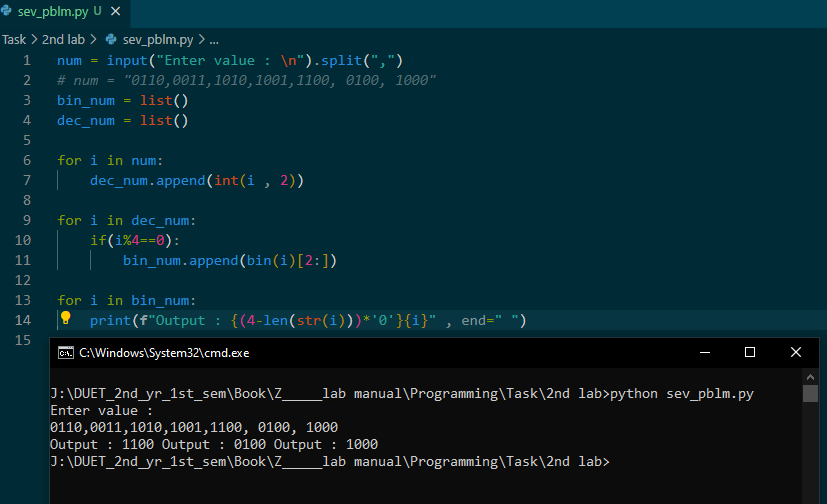 sev_pblm.py U ×
Task > 2nd lab > sev_pblm.py > ...
1 num = input("Enter value : \n").split(",")
2 # num = "0110,0011,1010,1001,1100, 0100, 1000"
3 bin_num = list()
4 dec_num = list()
5
6 for i in num:
7 dec_num.append(int(i , 2))
8
9 for i in dec_num:
10 if(i%4==0):
11 bin_num.append(bin(i)[2:])
12
13 for i in bin_num:
14 print(f"Output : {(4-len(str(i)))*'0'}{i}" , end=" ")
15
C:\Windows\System32\cmd.exe
J:\DUET_2nd_yr_1st_sem\Book\Z_____lab manual\Programming\Task\2nd lab>python sev_pblm.py
Enter value :
0110,0011,1010,1001,1100, 0100, 1000
Output : 1100 Output : 0100 Output : 1000
J:\DUET_2nd_yr_1st_sem\Book\Z_____lab manual\Programming\Task\2nd lab>